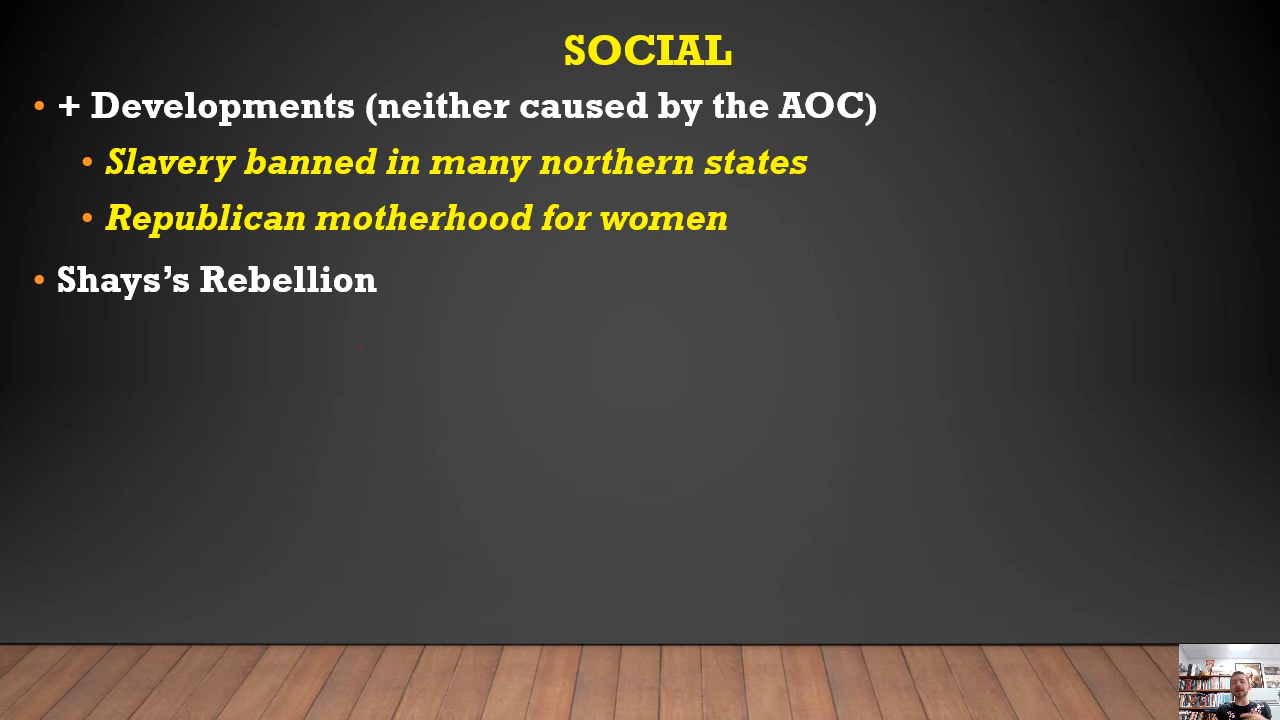 SOCIAL
• + Developments (neither caused by the AOC)
• Slavery banned in many northern states
• Republican motherhood for women
• Shays’s Rebellion